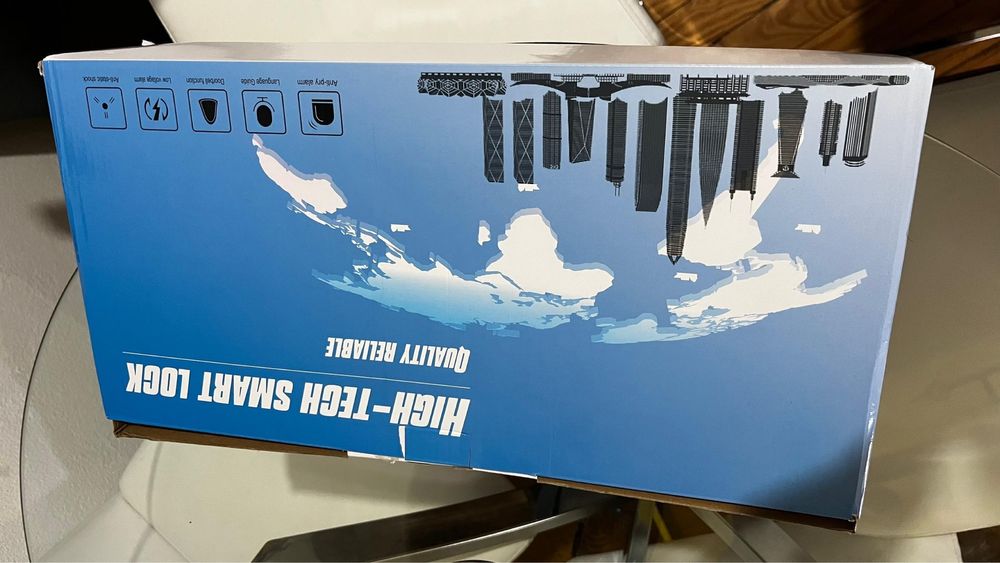 HIGH-TECH SMART LOCK
QUALITY RELIABLE
Anti-pry alarm
Language Guide
Doorbell function
Low voltage alarm
Anti-static shock